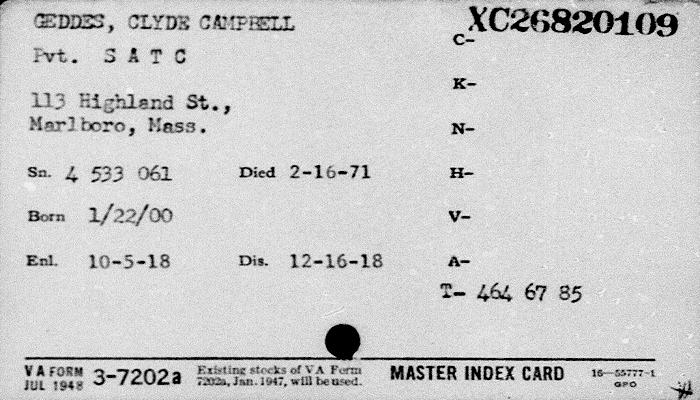 GEDDES, CLYDE CAMPBELL
XC26820109
C-
Pvt. S A T C
K-
113 Highland St.,
Marlboro, Mass.
N-
Sn. 4 533 061 Died 2-16-71
H-
Born 1/22/00
V-
Enl. 10-5-18 Dis. 12-16-18
A-
T- 464 67 85
VA FORM
JUL 1948 3-7202a
Existing stocks of VA Form
7202a, Jan. 1947, will be used.
MASTER INDEX CARD
16—55777-1
GPO